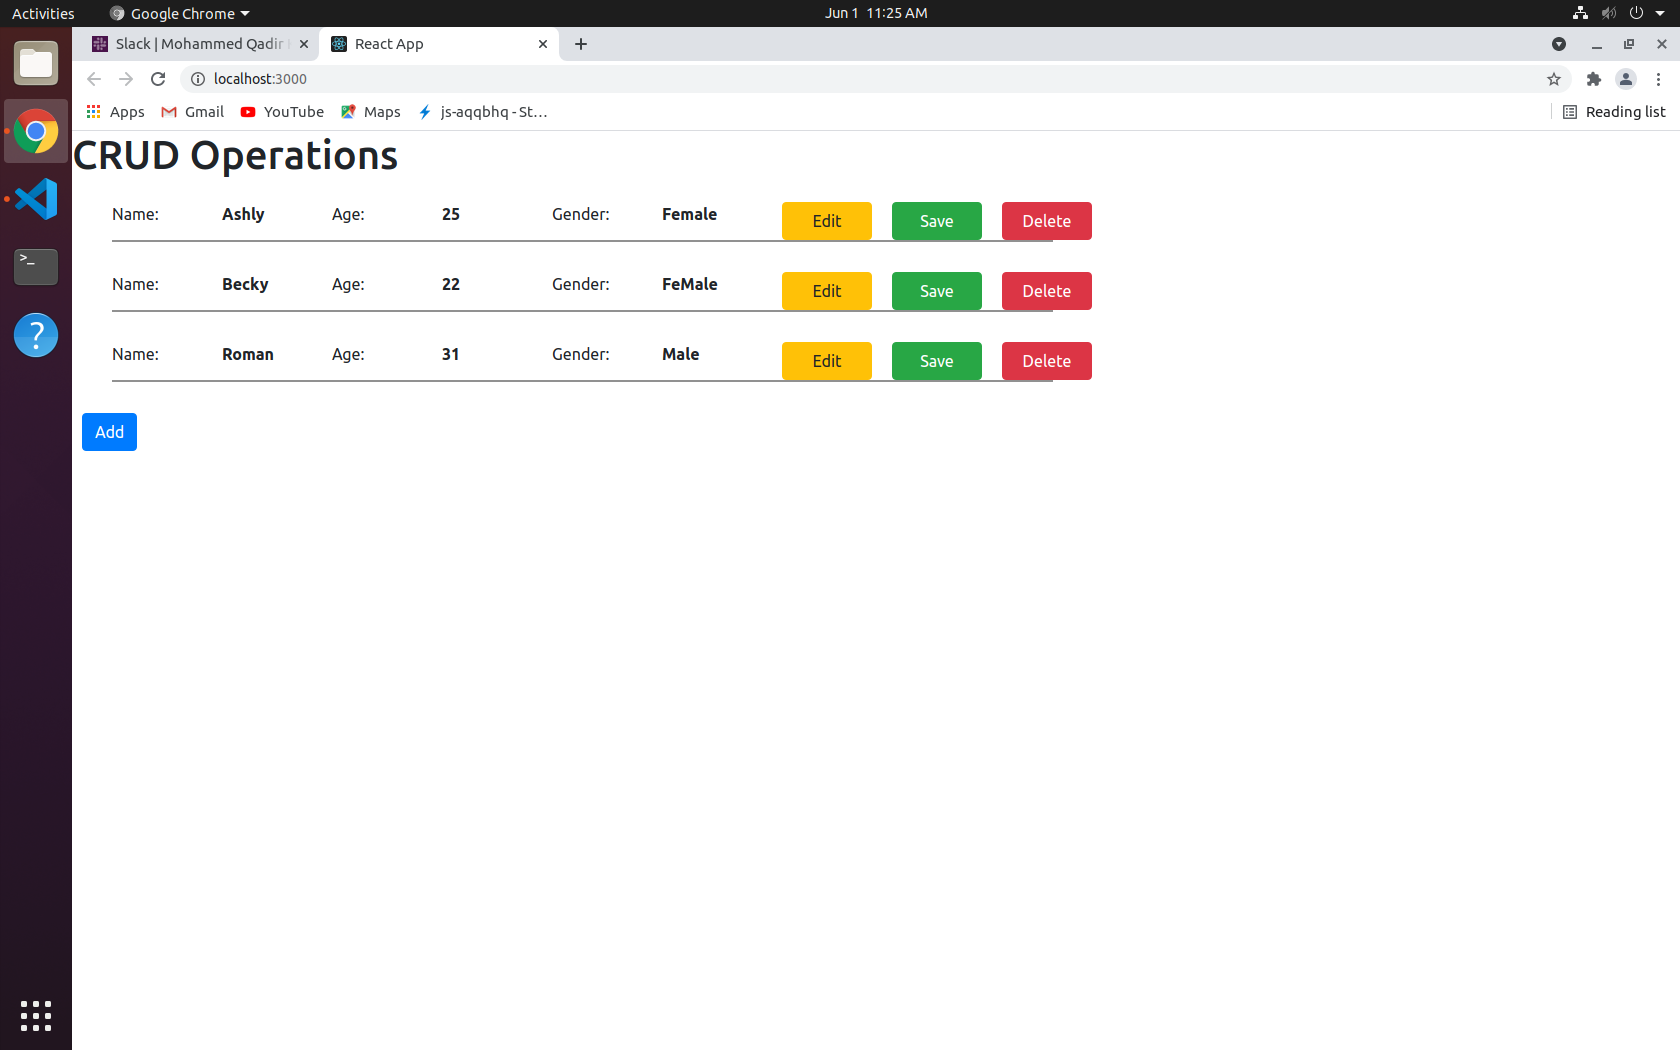 Activities Google Chrome Jun 1 11:25 AM
Slack | Mohammed Qadir React App
localhost:3000
Apps Gmail YouTube Maps js-aqqbhq - St... Reading list
CRUD Operations
Name: Ashly Age: 25 Gender: Female Edit Save Delete
Name: Becky Age: 22 Gender: FeMale Edit Save Delete
Name: Roman Age: 31 Gender: Male Edit Save Delete
Add